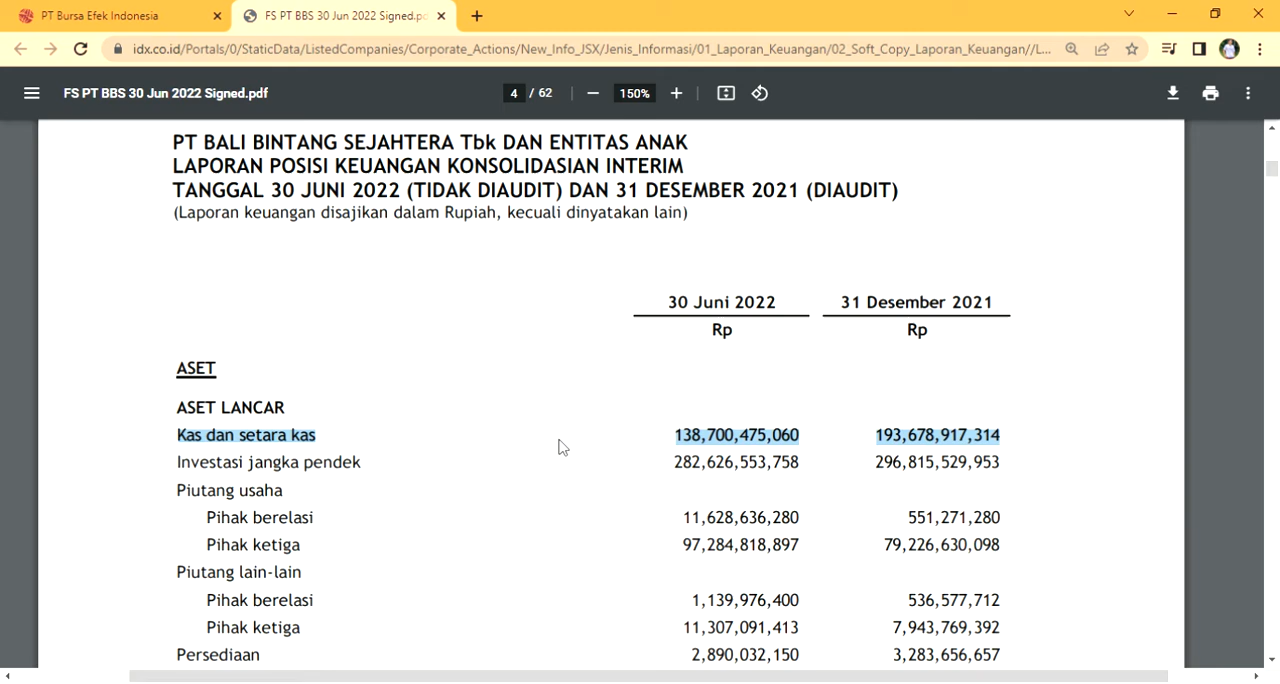 PT Bursa Efek Indonesia
FS PT BBS 30 Jun 2022 Signed.pd
idx.co.id/Portals/0/StaticData/ListedCompanies/Corporate_Actions/New_Info_JSX/Jenis_Informasi/01_Laporan_Keuangan/02_Soft_Copy_Laporan_Keuangan//L...
FS PT BBS 30 Jun 2022 Signed.pdf
4 / 62
150%
PT BALI BINTANG SEJAHTERA Tbk DAN ENTITAS ANAK
LAPORAN POSISI KEUANGAN KONSOLIDASIAN INTERIM
TANGGAL 30 JUNI 2022 (TIDAK DIAUDIT) DAN 31 DESEMBER 2021 (DIAUDIT)
(Laporan keuangan disajikan dalam Rupiah, kecuali dinyatakan lain)
30 Juni 2022 31 Desember 2021
Rp Rp
ASET
ASET LANCAR
Kas dan setara kas 138,700,475,060 193,678,917,314
Investasi jangka pendek 282,626,553,758 296,815,529,953
Piutang usaha
Pihak berelasi 11,628,636,280 551,271,280
Pihak ketiga 97,284,818,897 79,226,630,098
Piutang lain-lain
Pihak berelasi 1,139,976,400 536,577,712
Pihak ketiga 11,307,091,413 7,943,769,392
Persediaan 2,890,032,150 3,283,656,657